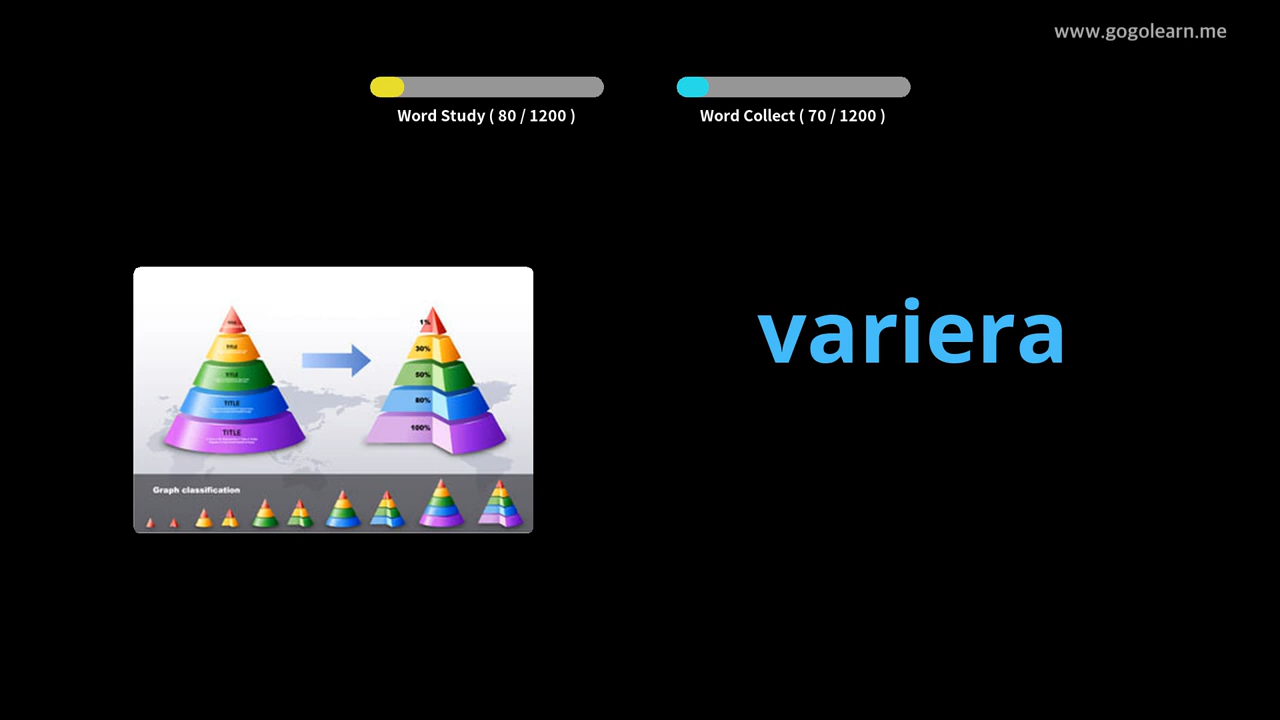 www.gogolearn.me
Word Study ( 80 / 1200 )
Word Collect ( 70 / 1200 )
variera
TITLE
TITLE
TITLE
TITLE
1%
30%
50%
80%
100%
Graph classification